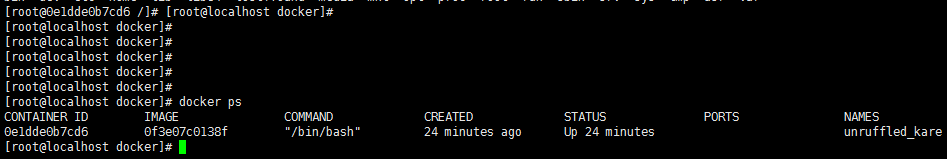 [root@0e1dde0b7cd6 /]# [root@localhost docker]#
[root@localhost docker]#
[root@localhost docker]#
[root@localhost docker]#
[root@localhost docker]#
[root@localhost docker]#
[root@localhost docker]# docker ps
CONTAINER ID IMAGE COMMAND CREATED STATUS PORTS NAMES
0e1dde0b7cd6 0f3e07c0138f "/bin/bash" 24 minutes ago Up 24 minutes unruffled_kare
[root@localhost docker]#